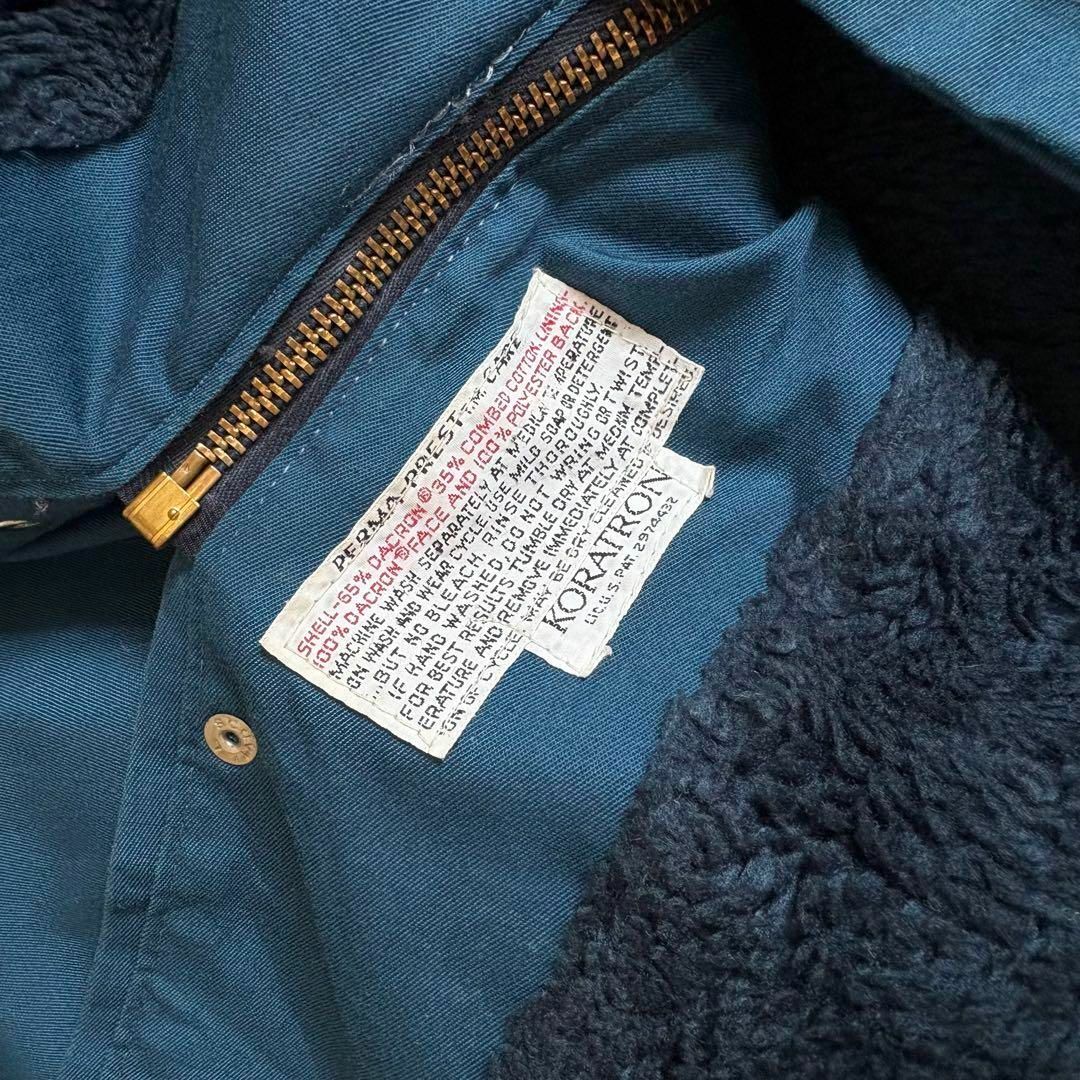 PERMA-PREST T.M. CARE
SHELL-65% DACRON® 35% COMBED COTTON. LINING-
100% DACRON® FACE AND 100% POLYESTER BACK.
MACHINE WASH SEPARATELY AT MEDIUM TEMPERATURE
ON WASH AND WEAR CYCLE. USE MILD SOAP OR DETERGENT
BUT NO BLEACH. RINSE THOROUGHLY.
IF HAND WASHED, DO NOT WRING OR TWIST.
FOR BEST RESULTS TUMBLE DRY AT MEDIUM TEMP-
ERATURE AND REMOVE IMMEDIATELY AT COMPLET-
ION OF CYCLE. MAY BE DRY CLEANED DESIRED.
KORATRON
LIC. U.S. PAT. 2974432
SCOVILL